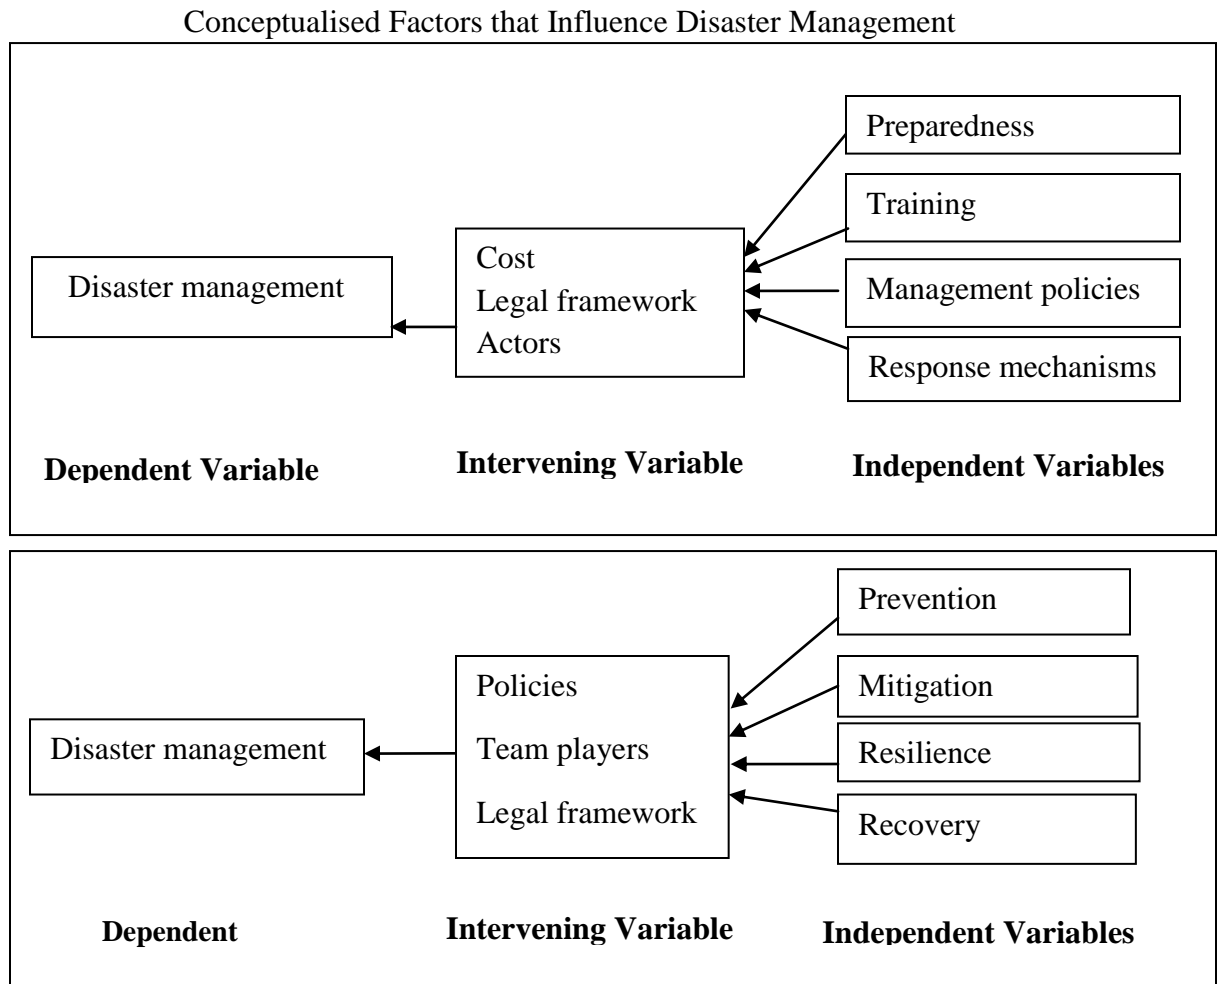 Conceptualised Factors that Influence Disaster Management
Preparedness
Training
Cost
Legal framework
Actors
Disaster management
Management policies
Response mechanisms
Dependent Variable
Intervening Variable
Independent Variables
Prevention
Mitigation
Policies
Team players
Legal framework
Disaster management
Resilience
Recovery
Dependent
Intervening Variable
Independent Variables